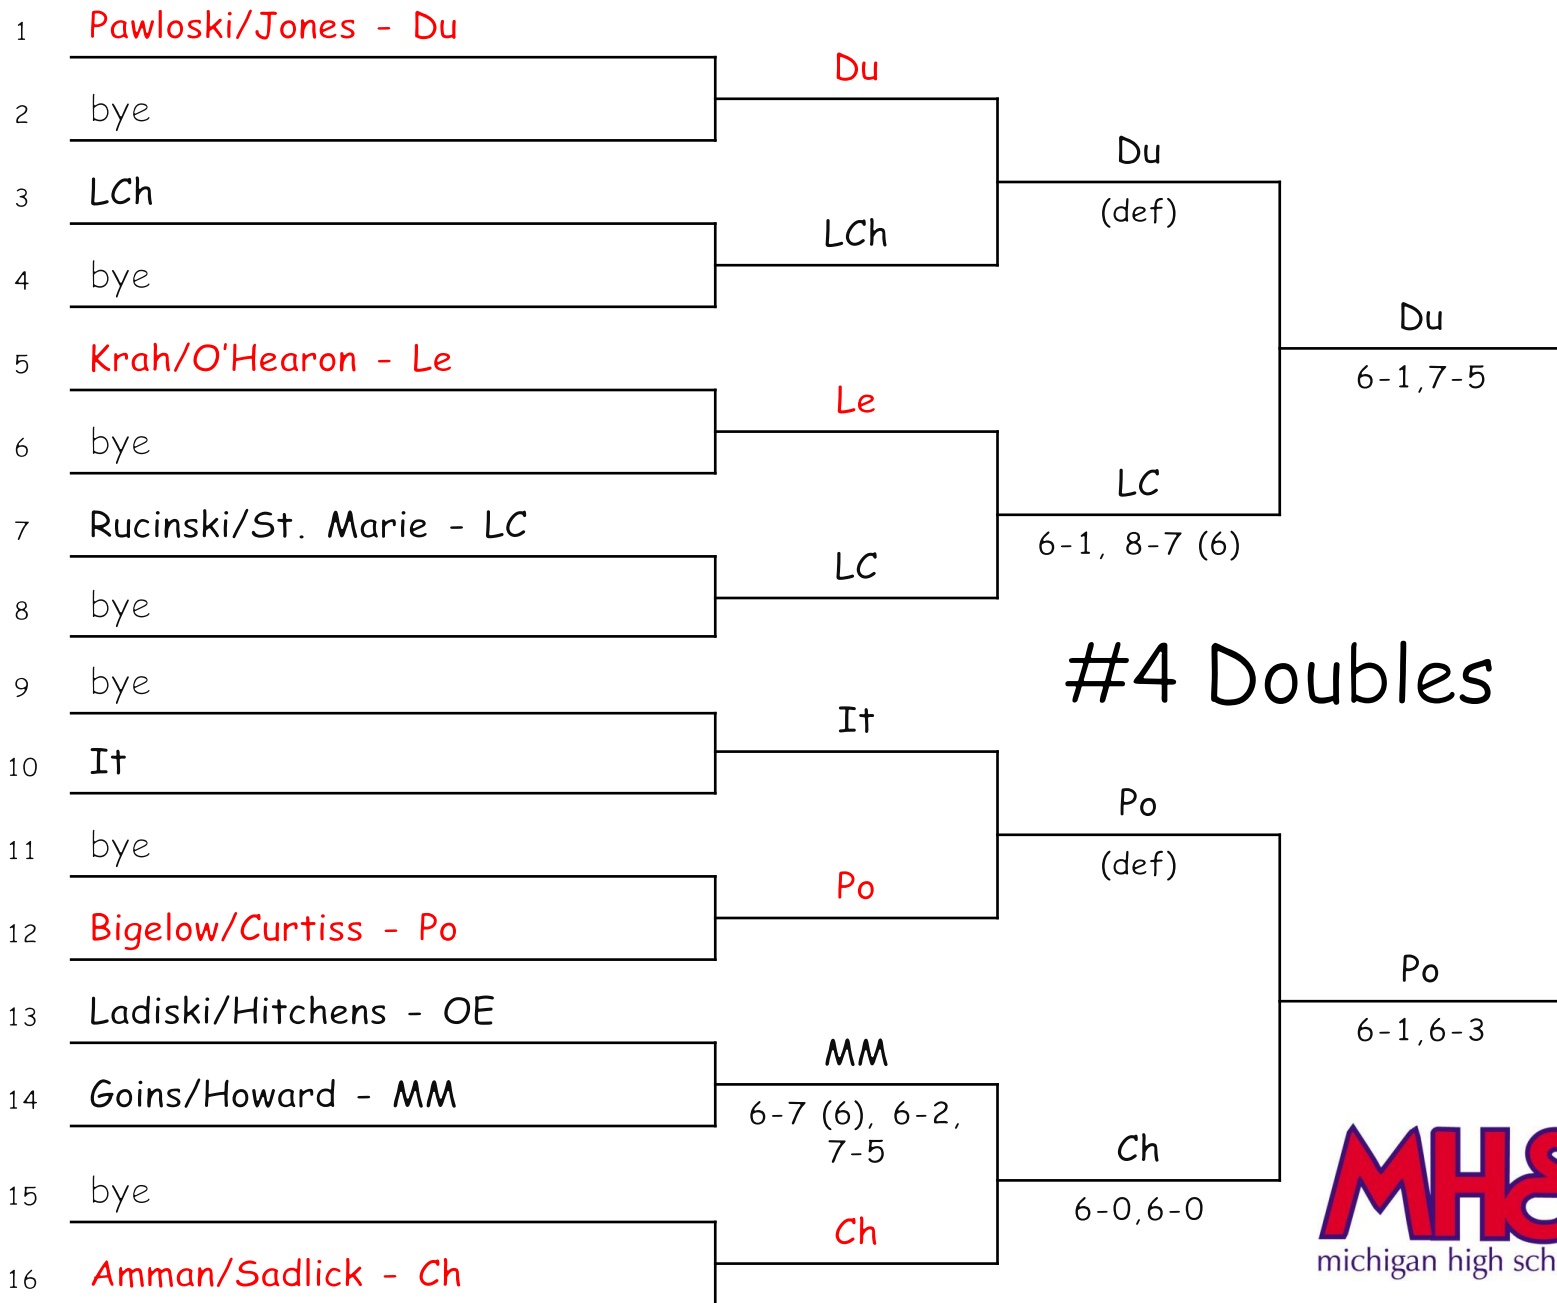 1 Pawloski/Jones - Du
Du
2 bye
Du
(def)
3 LCh
LCh
4 bye
Du
6-1,7-5
5 Krah/O'Hearon - Le
Le
6 bye
LC
6-1, 8-7 (6)
7 Rucinski/St. Marie - LC
LC
8 bye
#4 Doubles
9 bye
It
10 It
Po
(def)
11 bye
Po
12 Bigelow/Curtiss - Po
Po
6-1,6-3
13 Ladiski/Hitchens - OE
MM
6-7 (6), 6-2,
7-5
14 Goins/Howard - MM
Ch
6-0,6-0
15 bye
Ch
16 Amman/Sadlick - Ch
MHS
michigan high sch